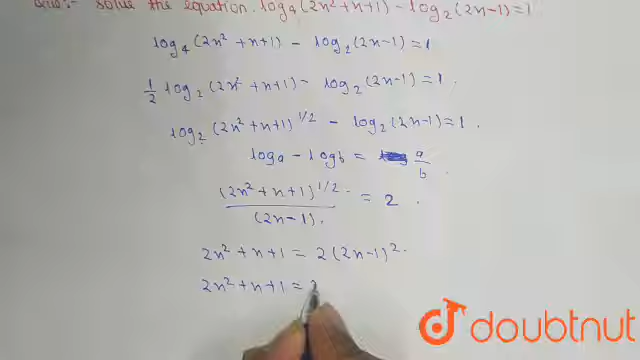 Que:- Solve the equation. log₄(2x²+x+1) - log₂(2x-1)=1.
log₄(2x²+x+1) - log₂(2x-1)=1
1/2 log₂(2x²+x+1) - log₂(2x-1)=1.
log₂(2x²+x+1)^1/2 - log₂(2x-1)=1.
loga - logb = a/b.
(2x²+x+1)^1/2 / (2x-1). = 2.
2x²+x+1 = 2(2x-1)².
2x²+x+1=
doubtnut